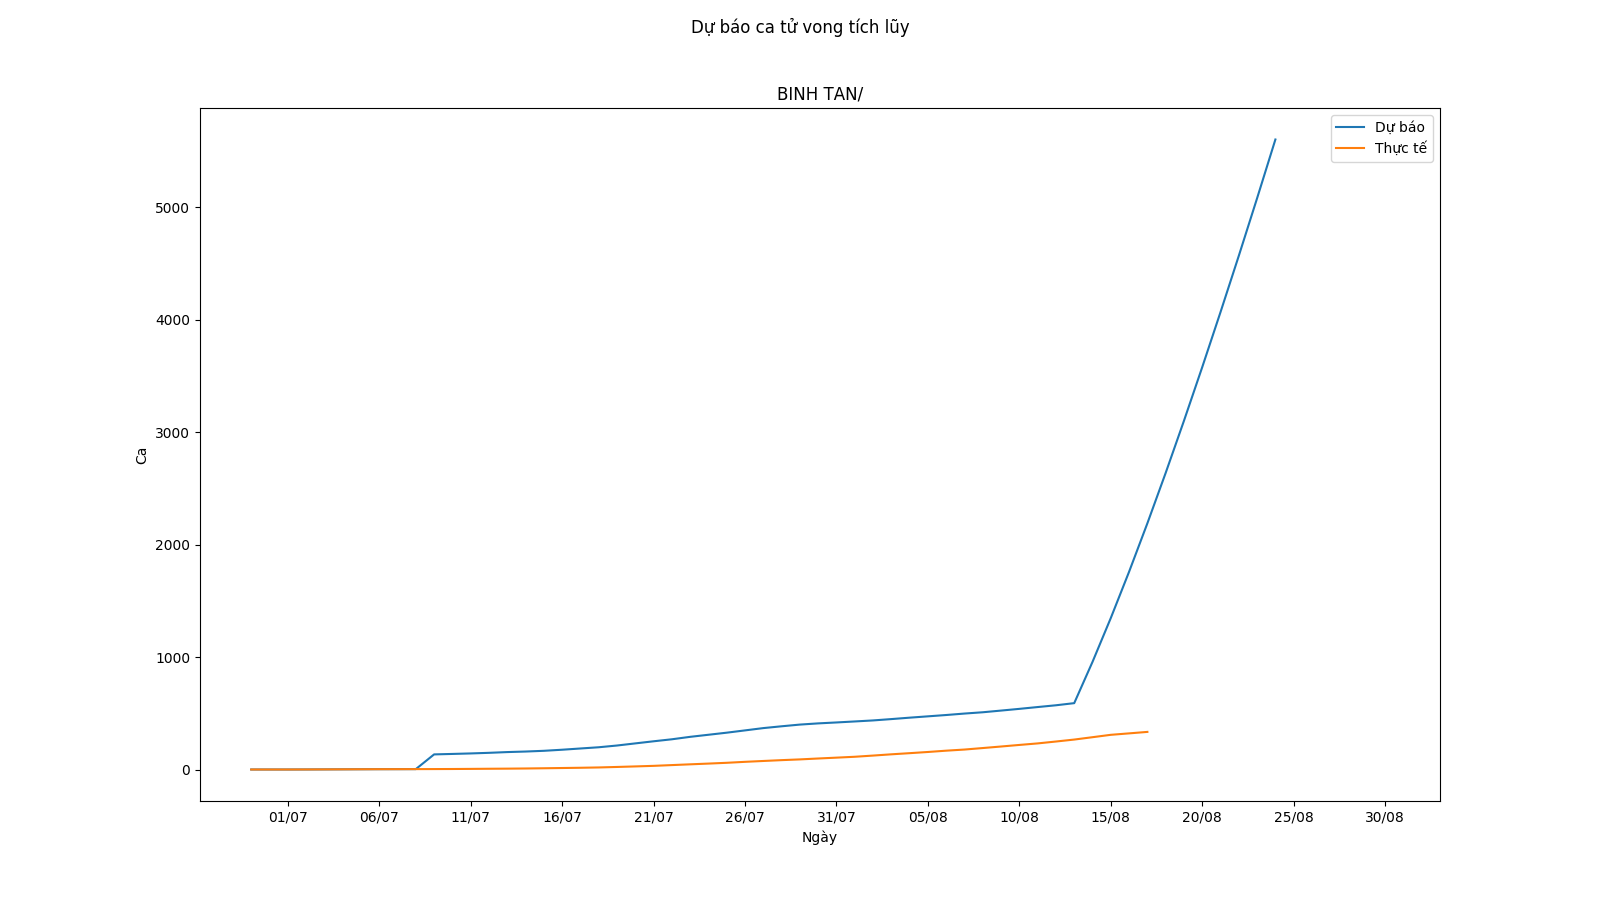 Dự báo ca tử vong tích lũy
BINH TAN/
Dự báo
Thực tế
5000
4000
3000
2000
1000
0
Ca
01/07 06/07 11/07 16/07 21/07 26/07 31/07 05/08 10/08 15/08 20/08 25/08 30/08
Ngày